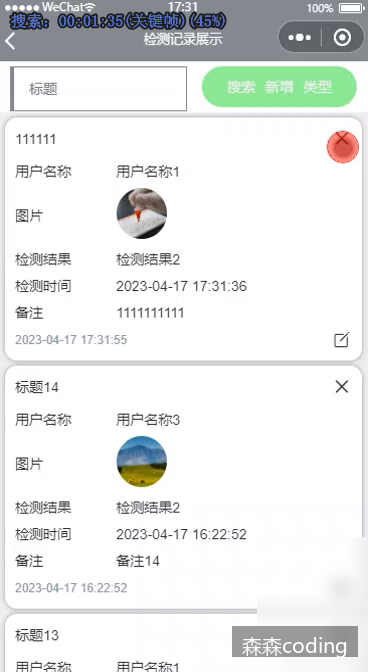 WeChat 17:31 100%
搜索: 00:01:35(关键帧)(45%)
检测记录展示
标题 搜索 新增 类型
111111
用户名称 用户名称1
图片
检测结果 检测结果2
检测时间 2023-04-17 17:31:36
备注 1111111111
2023-04-17 17:31:55
标题14
用户名称 用户名称3
图片
检测结果 检测结果2
检测时间 2023-04-17 16:22:52
备注 备注14
2023-04-17 16:22:52
标题13
森森coding
用户名称 用户名称1